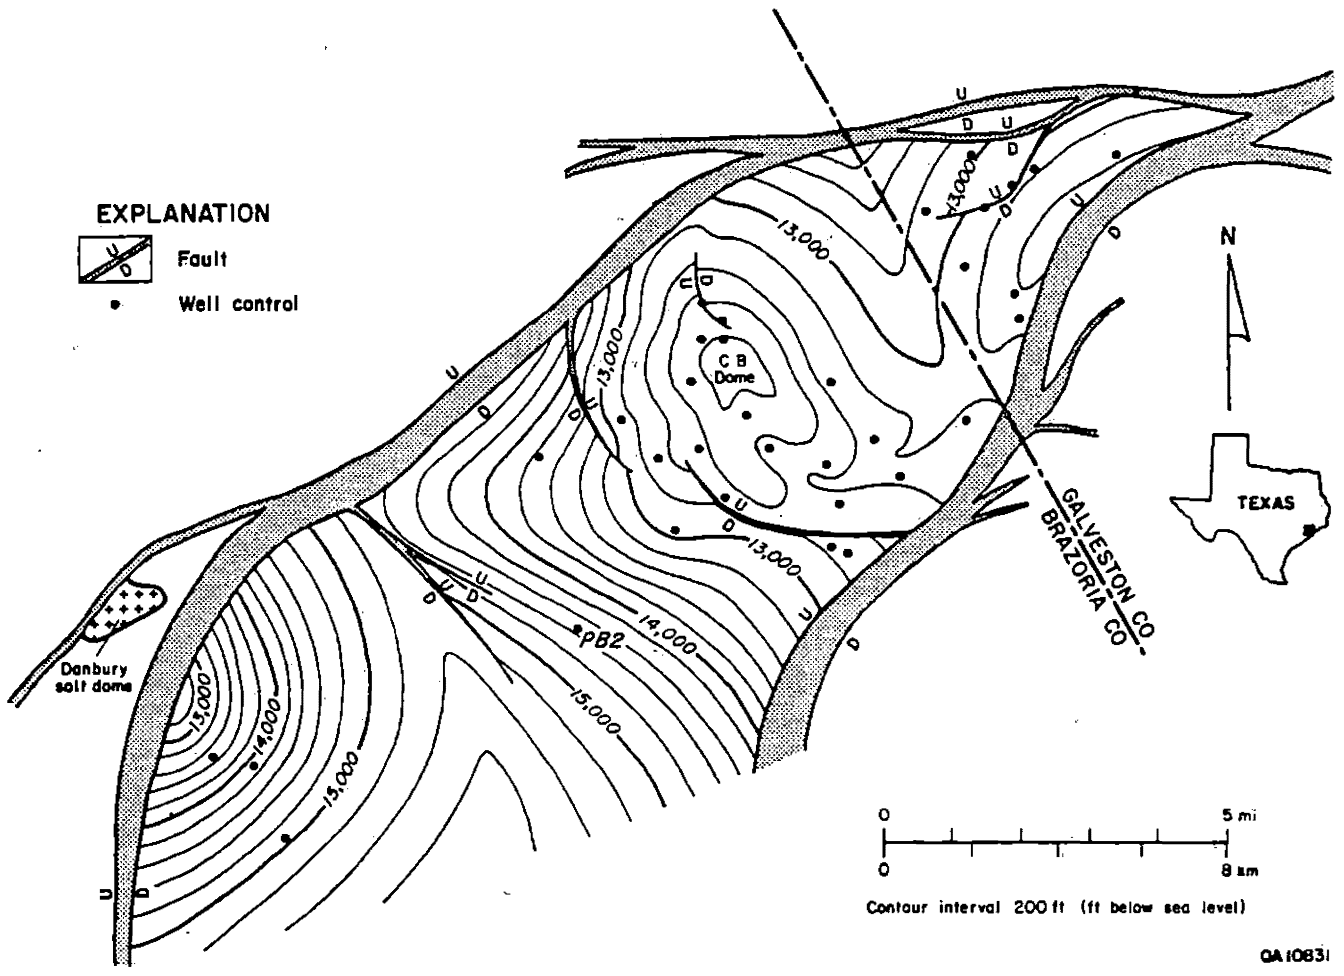 U
D
U
U
D
D
13,000
U
D
U
D
EXPLANATION
U
D
Fault
Well control
13,000
N
D
U
13,000
C B
Dome
U
D
U
D
TEXAS
U
D
13,000
GALVESTON CO
BRAZORIA CO
U
D
U
D
U
D
14,000
pB2
Danbury
salt dome
13,000
15,000
14,000
15,000
0
5 mi
0
8 km
U
D
Contour interval 200 ft (ft below sea level)
QA10831